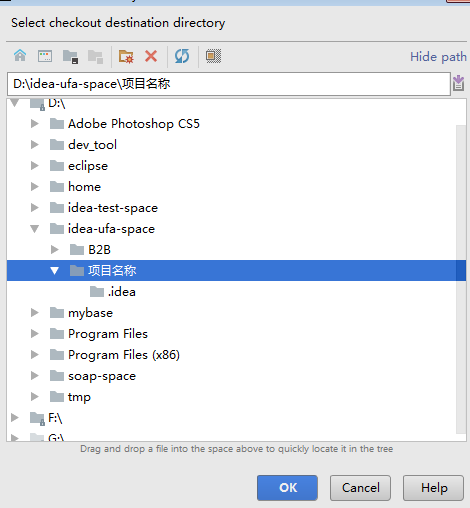 Select checkout destination directory
Hide path
D:\idea-ufa-space\项目名称
D:\
Adobe Photoshop CS5
dev_tool
eclipse
home
idea-test-space
idea-ufa-space
B2B
项目名称
.idea
mybase
Program Files
Program Files (x86)
soap-space
tmp
F:\
G:\
Drag and drop a file into the space above to quickly locate it in the tree
OK
Cancel
Help